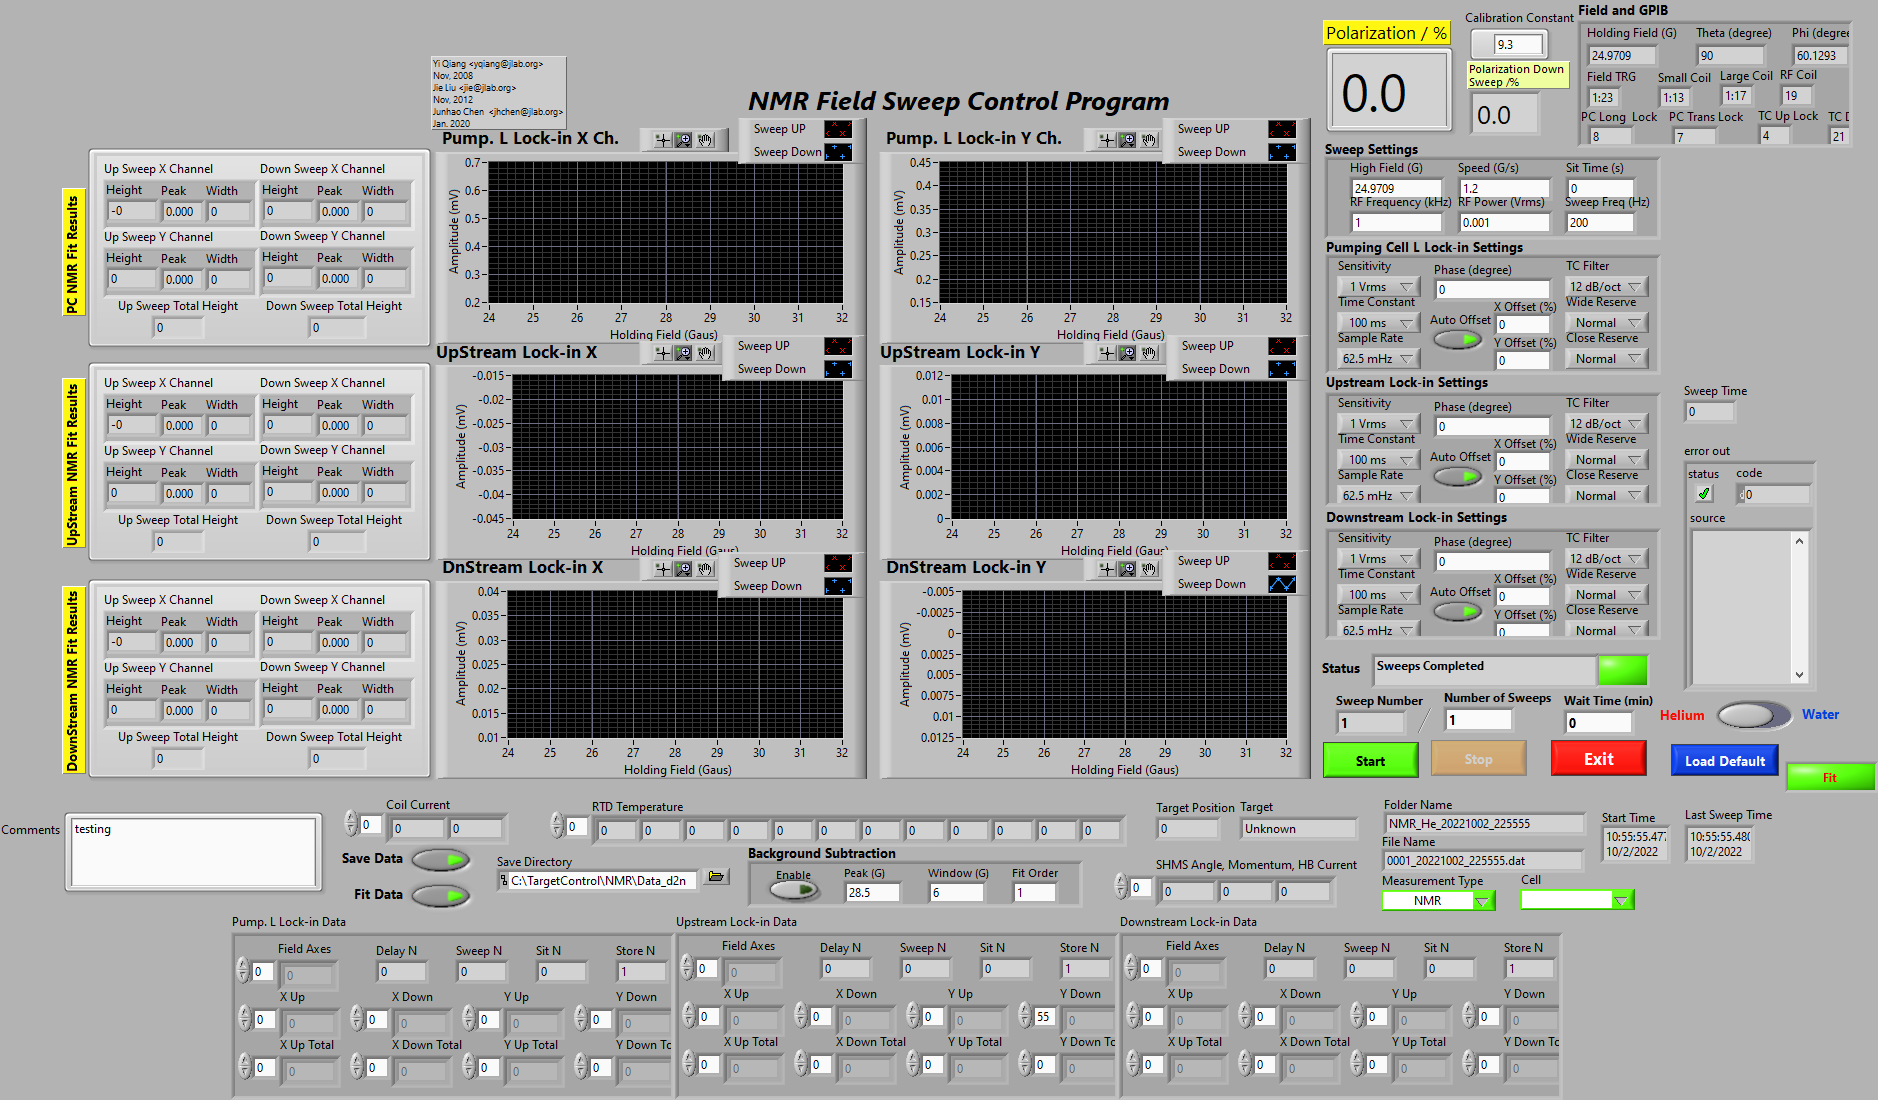 Yi Qiang <yqiang@jlab.org>
Nov, 2008
Jie Liu <jie@jlab.org>
Nov, 2012
Junhao Chen <jhchen@jlab.org>
Jan. 2020
NMR Field Sweep Control Program
Polarization / %
0.0
Calibration Constant
9.3
Polarization Down
Sweep /%
0.0
Field and GPIB
Holding Field (G) Theta (degree) Phi (degree
24.9709 90 60.1293
Field TRG Small Coil Large Coil RF Coil
1:23 1:13 1:17 19
PC Long Lock PC Trans Lock TC Up Lock TC D
8 7 4 21
PC NMR Fit Results
Up Sweep X Channel Down Sweep X Channel
Height Peak Width Height Peak Width
-0 0.000 0 0 0.000 0
Up Sweep Y Channel Down Sweep Y Channel
Height Peak Width Height Peak Width
0 0.000 0 0 0.000 0
Up Sweep Total Height Down Sweep Total Height
0 0
UpStream NMR Fit Results
Up Sweep X Channel Down Sweep X Channel
Height Peak Width Height Peak Width
-0 0.000 0 0 0.000 0
Up Sweep Y Channel Down Sweep Y Channel
Height Peak Width Height Peak Width
0 0.000 0 0 0.000 0
Up Sweep Total Height Down Sweep Total Height
0 0
DownStream NMR Fit Results
Up Sweep X Channel Down Sweep X Channel
Height Peak Width Height Peak Width
-0 0.000 0 0 0.000 0
Up Sweep Y Channel Down Sweep Y Channel
Height Peak Width Height Peak Width
0 0.000 0 0 0.000 0
Up Sweep Total Height Down Sweep Total Height
0 0
Pump. L Lock-in X Ch.
Sweep UP
Sweep Down
Amplitude (mV)
0.7
0.6
0.5
0.4
0.3
0.2
24 25 26 27 28 29 30 31 32
Holding Field (Gaus)
Pump. L Lock-in Y Ch.
Sweep UP
Sweep Down
Amplitude (mV)
0.45
0.4
0.35
0.3
0.25
0.2
0.15
24 25 26 27 28 29 30 31 32
Holding Field (Gaus)
UpStream Lock-in X
Sweep UP
Sweep Down
Amplitude (mV)
-0.015
-0.02
-0.025
-0.03
-0.035
-0.04
-0.045
24 25 26 27 28 29 30 31 32
Holding Field (Gaus)
UpStream Lock-in Y
Sweep UP
Sweep Down
Amplitude (mV)
0.012
0.01
0.008
0.006
0.004
0.002
0
24 25 26 27 28 29 30 31 32
Holding Field (Gaus)
DnStream Lock-in X
Sweep UP
Sweep Down
Amplitude (mV)
0.04
0.035
0.03
0.025
0.02
0.015
0.01
24 25 26 27 28 29 30 31 32
Holding Field (Gaus)
DnStream Lock-in Y
Sweep UP
Sweep Down
Amplitude (mV)
-0.005
-0.0025
0
0.0025
0.005
0.0075
0.01
0.0125
24 25 26 27 28 29 30 31 32
Holding Field (Gaus)
Sweep Settings
High Field (G) Speed (G/s) Sit Time (s)
24.9709 1.2 0
RF Frequency (kHz) RF Power (Vrms) Sweep Freq (Hz)
1 0.001 200
Pumping Cell L Lock-in Settings
Sensitivity Phase (degree) TC Filter
1 Vrms 0 12 dB/oct
Time Constant X Offset (%) Wide Reserve
100 ms Auto Offset 0 Normal
Sample Rate Y Offset (%) Close Reserve
62.5 mHz 0 Normal
Upstream Lock-in Settings
Sensitivity Phase (degree) TC Filter
1 Vrms 0 12 dB/oct
Time Constant X Offset (%) Wide Reserve
100 ms Auto Offset 0 Normal
Sample Rate Y Offset (%) Close Reserve
62.5 mHz 0 Normal
Downstream Lock-in Settings
Sensitivity Phase (degree) TC Filter
1 Vrms 0 12 dB/oct
Time Constant X Offset (%) Wide Reserve
100 ms Auto Offset 0 Normal
Sample Rate Y Offset (%) Close Reserve
62.5 mHz 0 Normal
Sweep Time
0
error out
status code
0
source
Status Sweeps Completed
Sweep Number Number of Sweeps Wait Time (min)
1 / 1 0
Helium Water
Start Stop Exit Load Default Fit
Comments testing
Coil Current
0 0 0
Save Data
Fit Data
RTD Temperature
0 0 0 0 0 0 0 0 0 0 0 0 0
Save Directory
C:\TargetControl\NMR\Data_d2n
Background Subtraction
Enable Peak (G) Window (G) Fit Order
28.5 6 1
Target Position Target
0 Unknown
SHMS Angle, Momentum, HB Current
0 0 0 0
Folder Name
NMR_He_20221002_225555
File Name
0001_20221002_225555.dat
Measurement Type Cell
NMR
Start Time Last Sweep Time
10:55:55.477 10:55:55.480
10/2/2022 10/2/2022
Pump. L Lock-in Data
Field Axes Delay N Sweep N Sit N Store N
0 0 0 0 0 1
X Up X Down Y Up Y Down
0 0 0 0 0 0 0 0
X Up Total X Down Total Y Up Total Y Down To
0 0 0 0 0 0 0 0
Upstream Lock-in Data
Field Axes Delay N Sweep N Sit N Store N
0 0 0 0 0 1
X Up X Down Y Up Y Down
0 0 0 0 0 0 55 0
X Up Total X Down Total Y Up Total Y Down To
0 0 0 0 0 0 0 0
Downstream Lock-in Data
Field Axes Delay N Sweep N Sit N Store N
0 0 0 0 0 1
X Up X Down Y Up Y Down
0 0 0 0 0 0 0 0
X Up Total X Down Total Y Up Total Y Down To
0 0 0 0 0 0 0 0